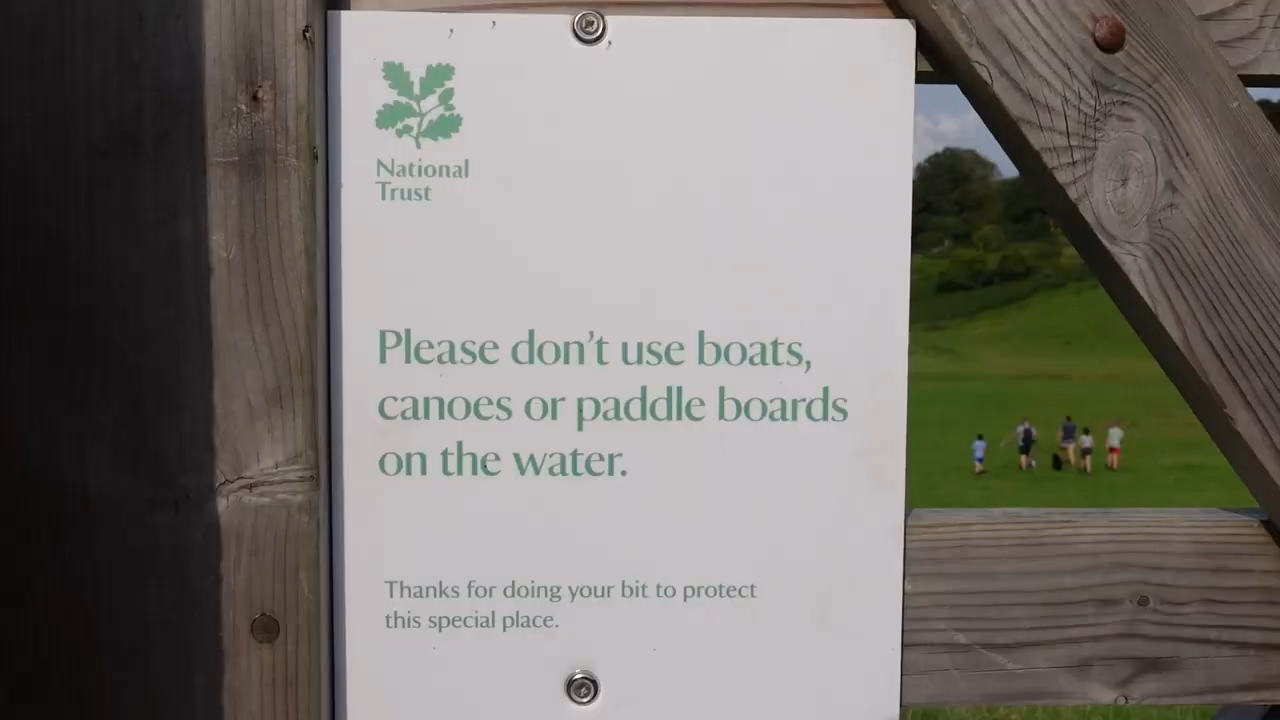 National
Trust
Please don't use boats,
canoes or paddle boards
on the water.
Thanks for doing your bit to protect
this special place.